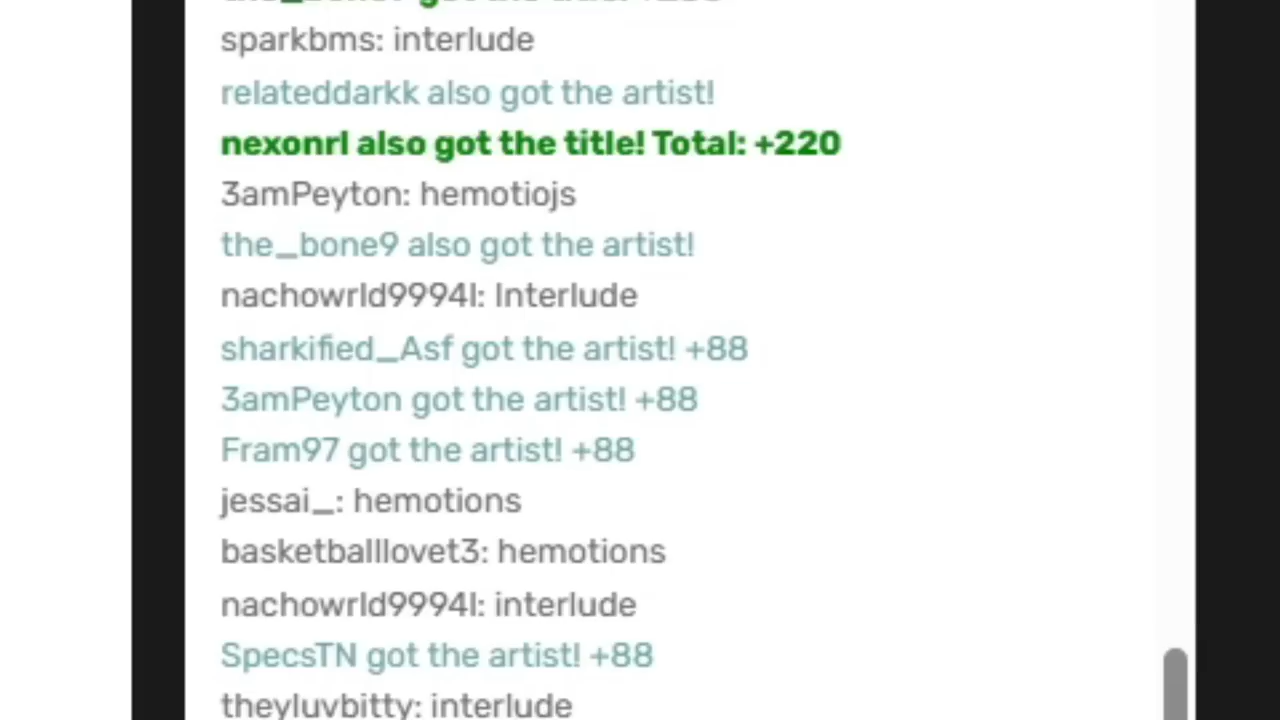 sparkbms: interlude
relateddarkk also got the artist!
nexonrl also got the title! Total: +220
3amPeyton: hemotiojs
the_bone9 also got the artist!
nachowrld9994l: Interlude
sharkified_Asf got the artist! +88
3amPeyton got the artist! +88
Fram97 got the artist! +88
jessai_: hemotions
basketballlovet3: hemotions
nachowrld9994l: interlude
SpecsTN got the artist! +88
theyluvbitty: interlude